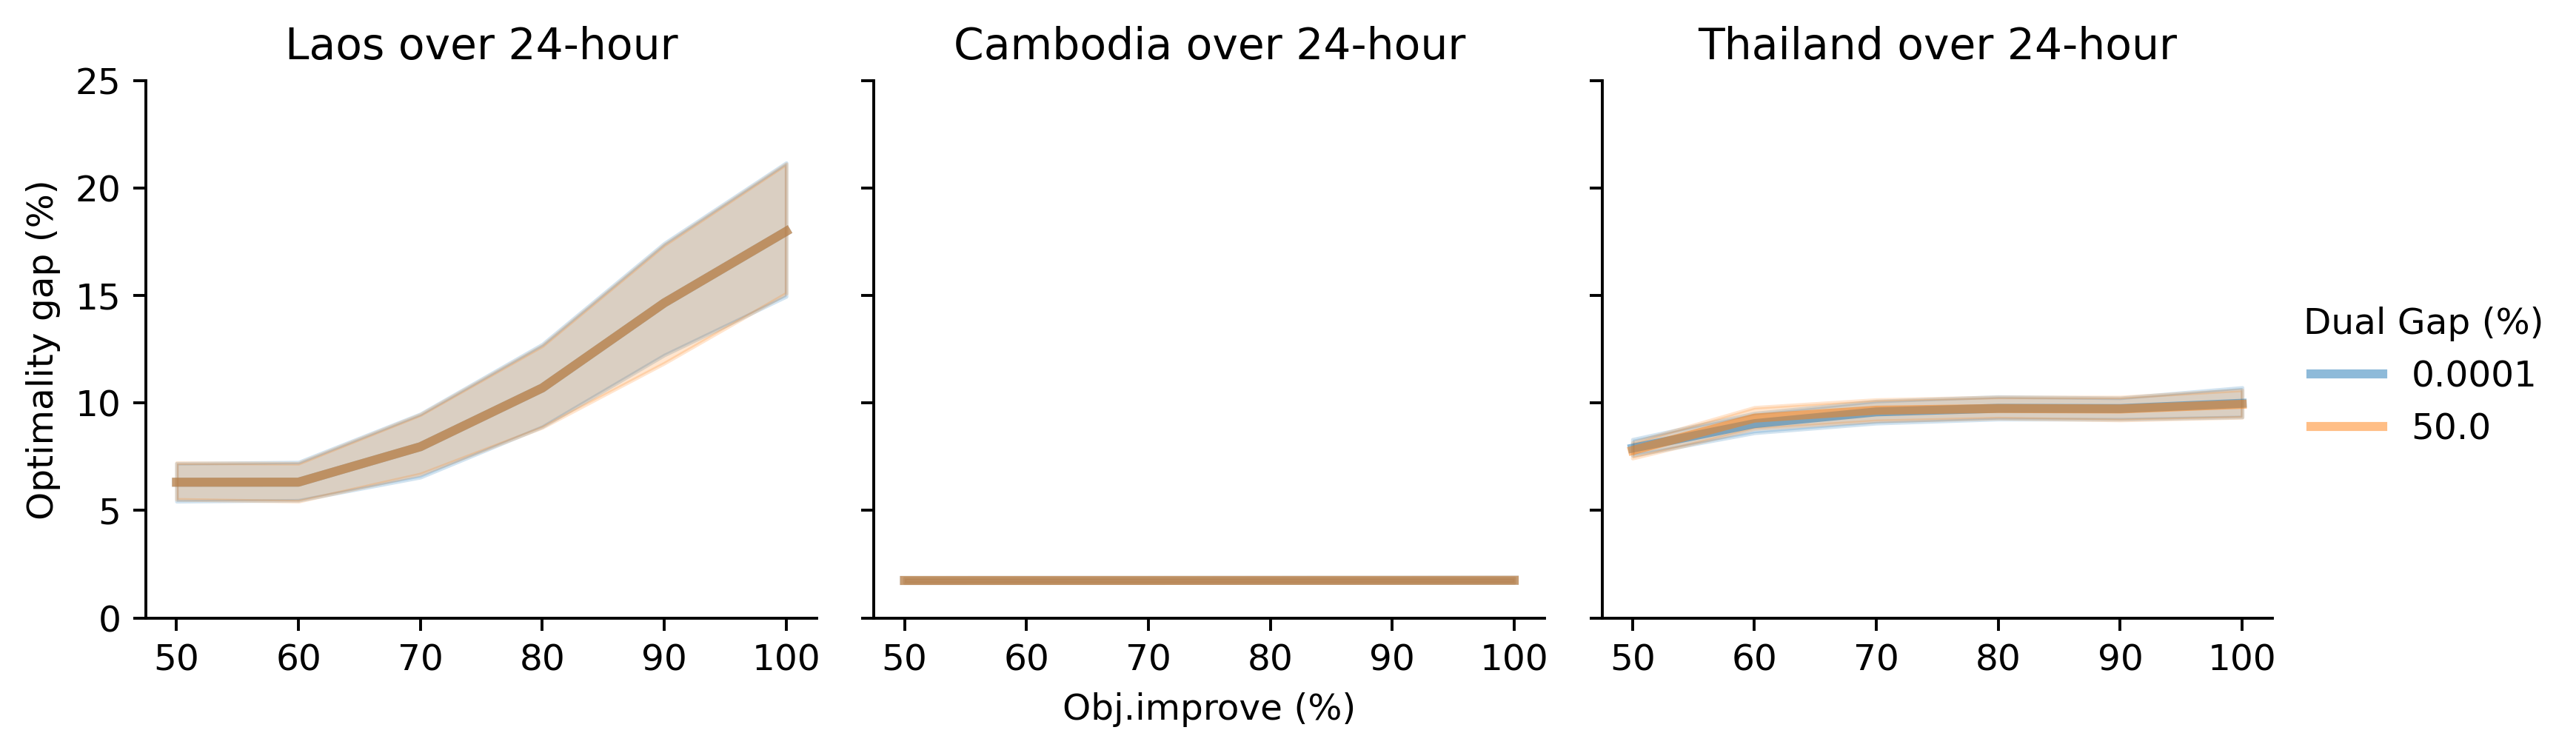 Laos over 24-hour
Cambodia over 24-hour
Thailand over 24-hour
Optimality gap (%)
25
20
15
10
5
0
50 60 70 80 90 100
50 60 70 80 90 100
50 60 70 80 90 100
Obj.improve (%)
Dual Gap (%)
0.0001
50.0